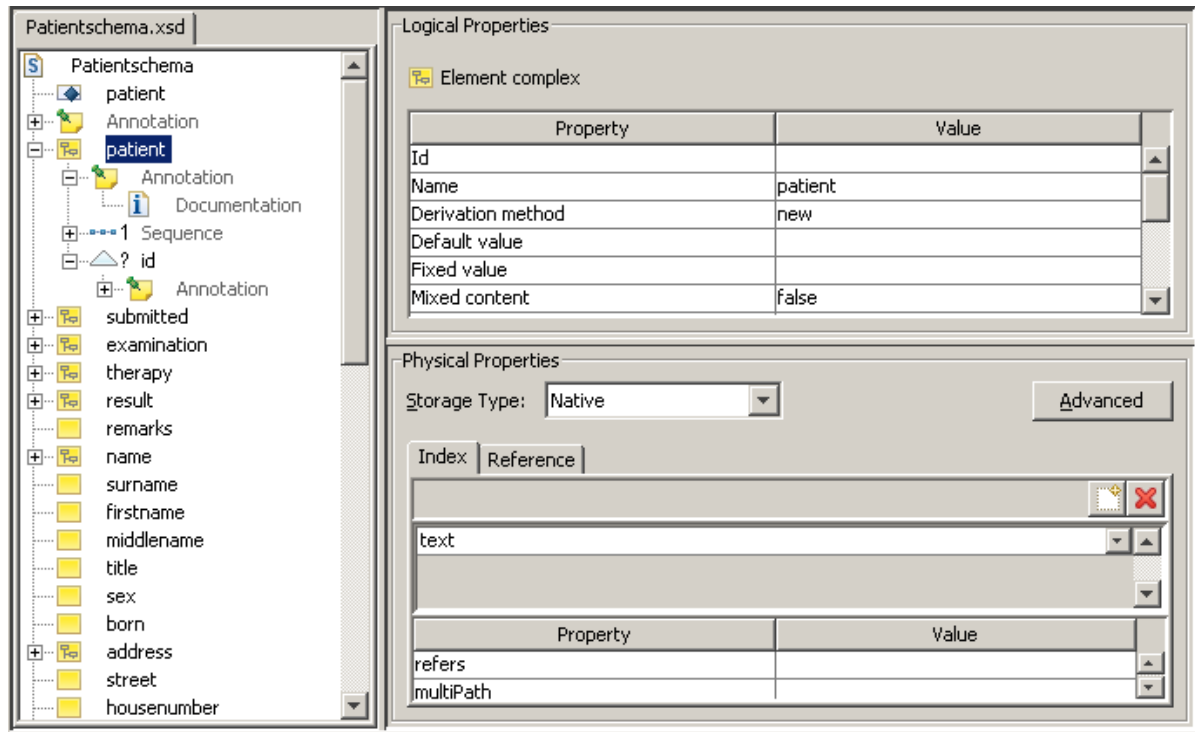 Patientschema.xsd
Patientschema
patient
Annotation
patient
Annotation
Documentation
1 Sequence
? id
Annotation
submitted
examination
therapy
result
remarks
name
surname
firstname
middlename
title
sex
born
address
street
housenumber
Logical Properties
Element complex
Property Value
Id
Name patient
Derivation method new
Default value
Fixed value
Mixed content false
Physical Properties
Storage Type: Native Advanced
Index Reference
text
Property Value
refers
multiPath